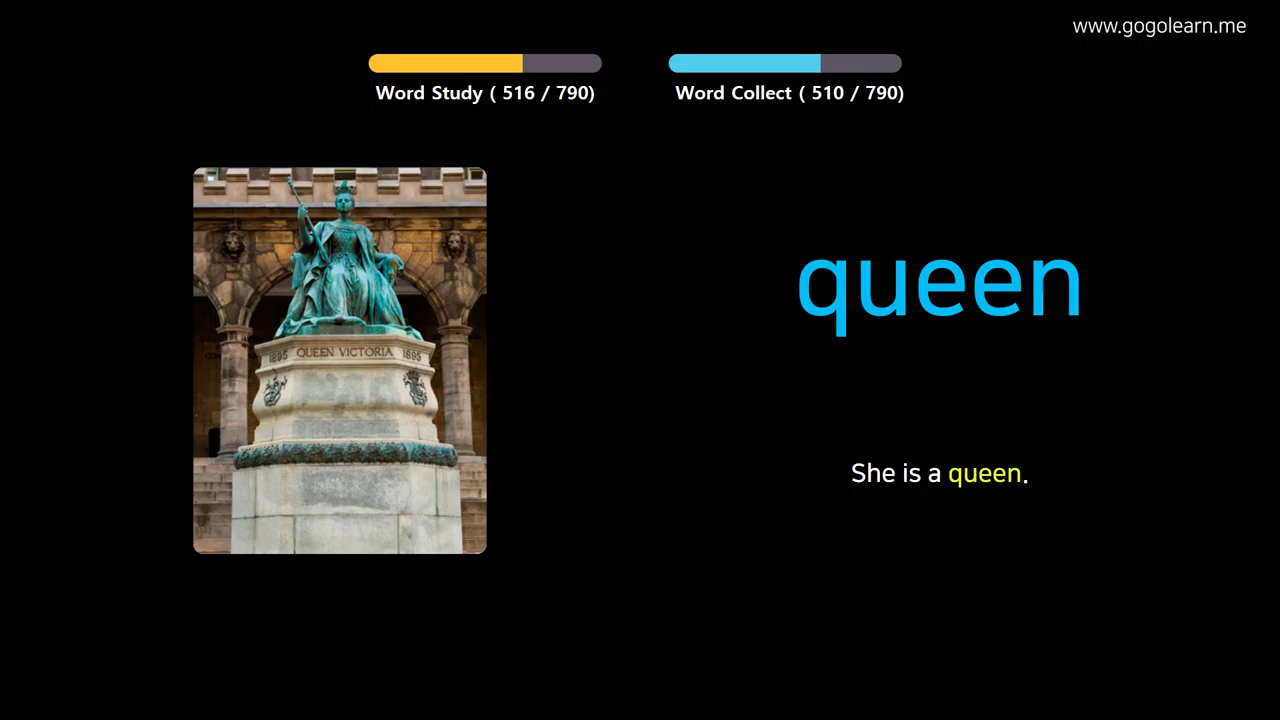 www.gogolearn.me
Word Study ( 516 / 790)
Word Collect ( 510 / 790)
1895 QUEEN VICTORIA 1895
queen
She is a queen.